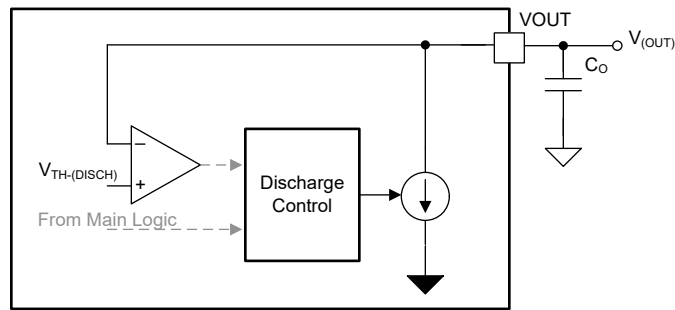 VOUT
V(OUT)
CO
VTH-(DISCH)
−
+
Discharge
Control
From Main Logic